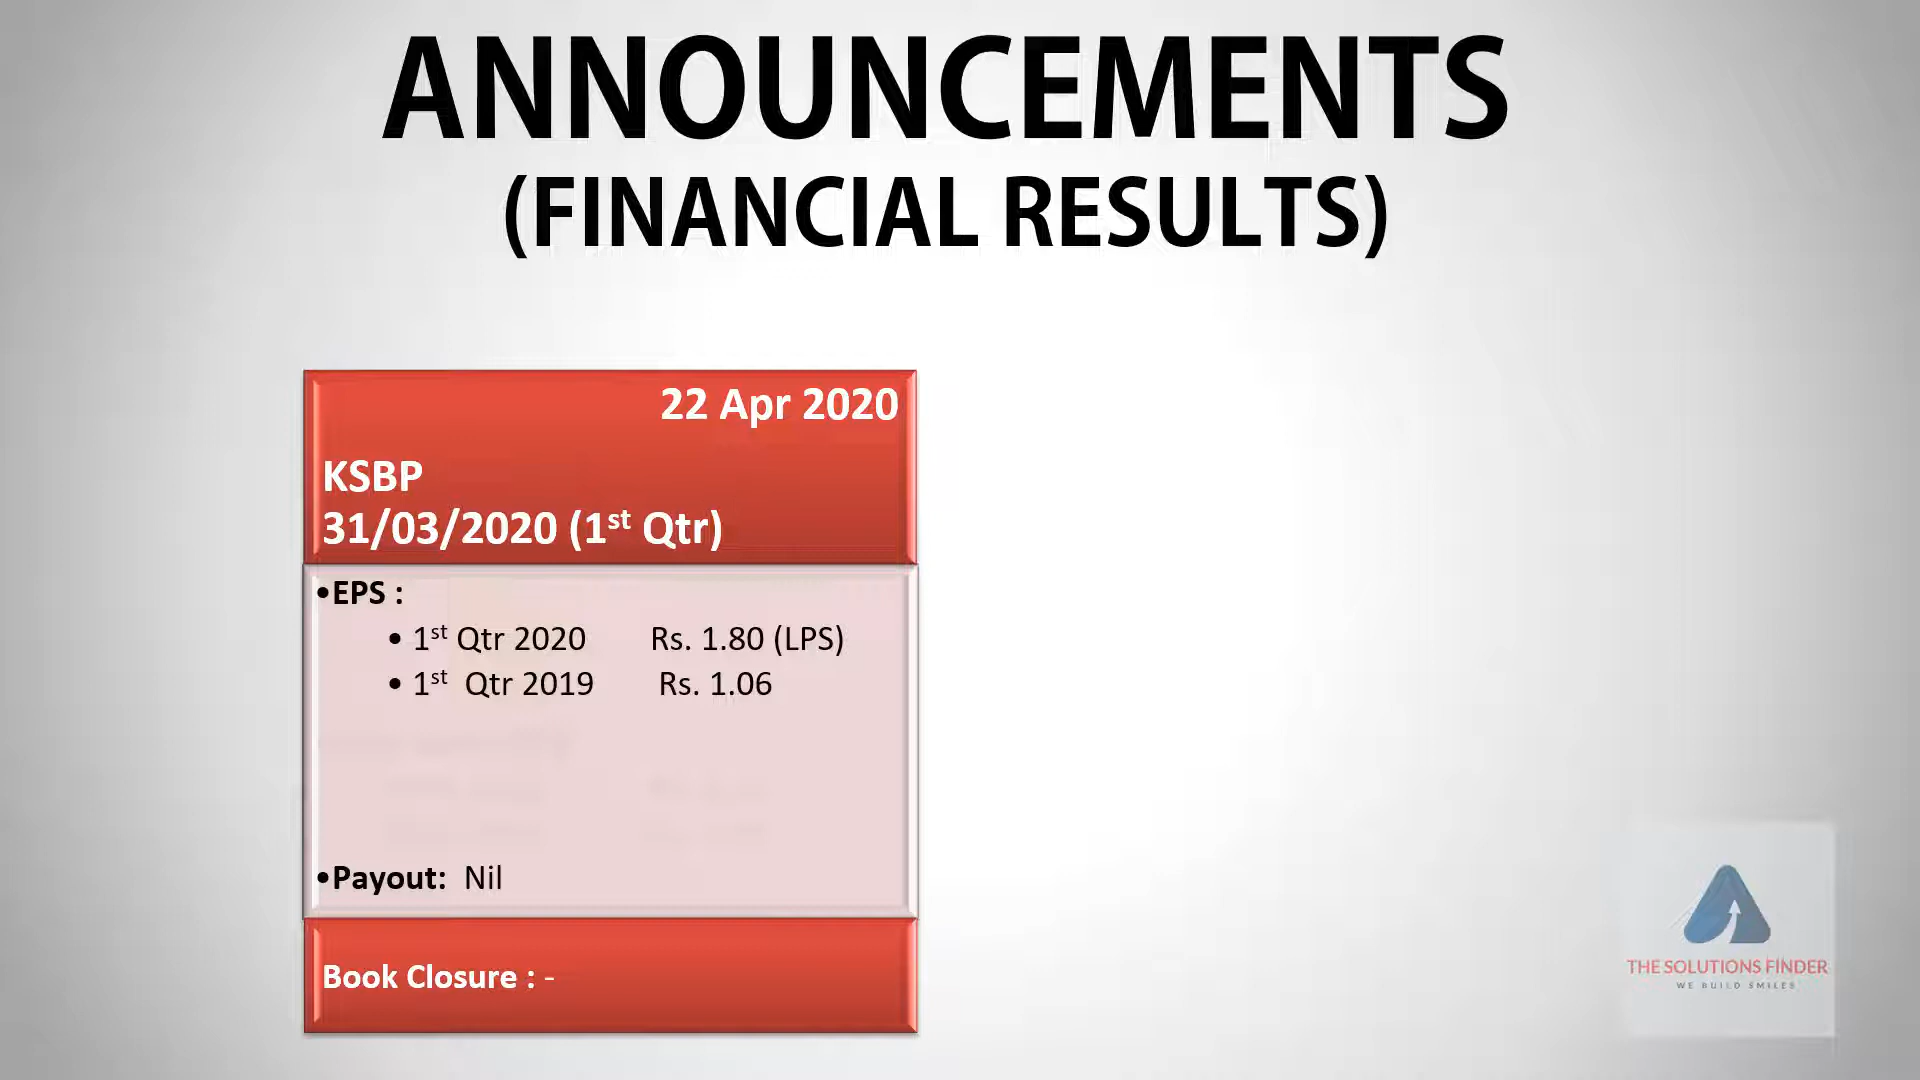 ANNOUNCEMENTS
(FINANCIAL RESULTS)
22 Apr 2020
KSBP
31/03/2020 (1st Qtr)
•EPS :
• 1st Qtr 2020 Rs. 1.80 (LPS)
• 1st Qtr 2019 Rs. 1.06
•Payout: Nil
Book Closure : -
THE SOLUTIONS FINDER
WE BUILD SMILES